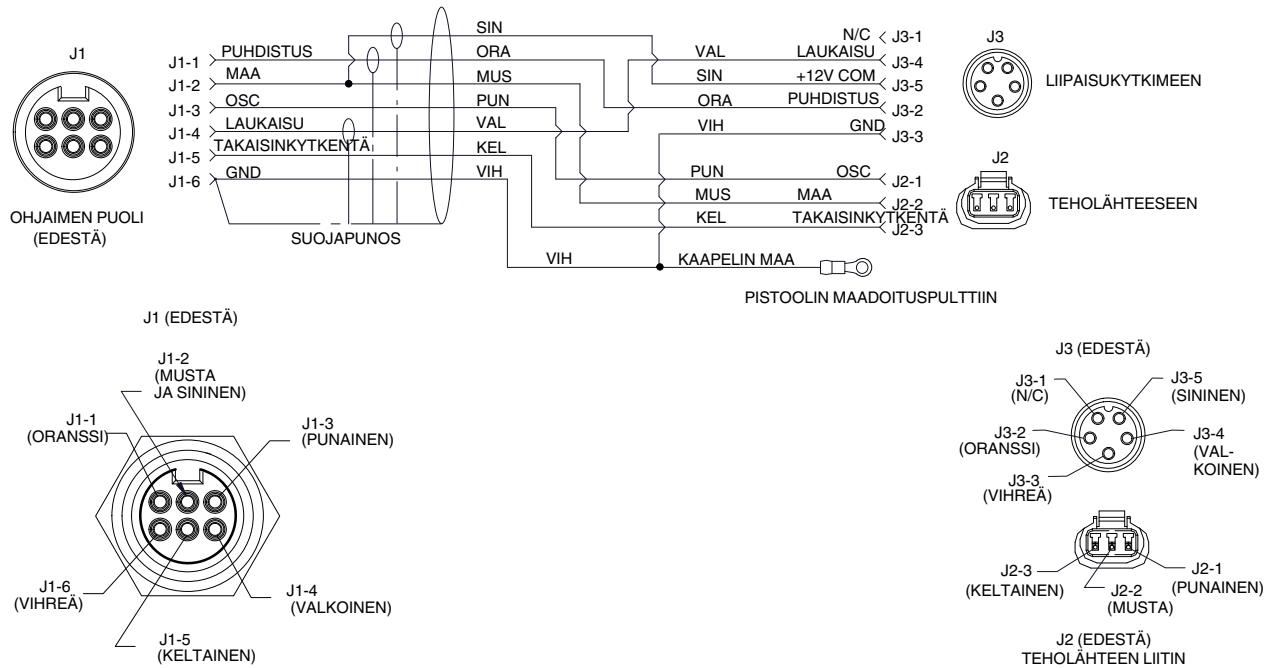 J1
J1-1 PUHDISTUS
J1-2 MAA
J1-3 OSC
J1-4 LAUKAISU
J1-5 TAKAISINKYTKENTÄ
J1-6 GND
OHJAIMEN PUOLI
(EDESTÄ)
SUOJAPUNOS
SIN
ORA
MUS
PUN
VAL
KEL
VIH
N/C J3-1
VAL LAUKAISU J3-4
SIN +12V COM J3-5
ORA PUHDISTUS J3-2
VIH GND J3-3
J3
LIIPAISUKYTKIMEEN
PUN OSC J2-1
MUS MAA J2-2
KEL TAKAISINKYTKENTÄ J2-3
J2
TEHOLÄHTEESEEN
VIH KAAPELIN MAA
PISTOOLIN MAADOITUSPULTTIIN
J1 (EDESTÄ)
J1-2
(MUSTA
JA SININEN)
J1-1
(ORANSSI)
J1-3
(PUNAINEN)
J1-6
(VIHREÄ)
J1-4
(VALKOINEN)
J1-5
(KELTAINEN)
J3 (EDESTÄ)
J3-1
(N/C)
J3-5
(SININEN)
J3-2
(ORANSSI)
J3-4
(VAL-
KOINEN)
J3-3
(VIHREÄ)
J2-3
(KELTAINEN)
J2-2
(MUSTA)
J2-1
(PUNAINEN)
J2 (EDESTÄ)
TEHOLÄHTEEN LIITIN